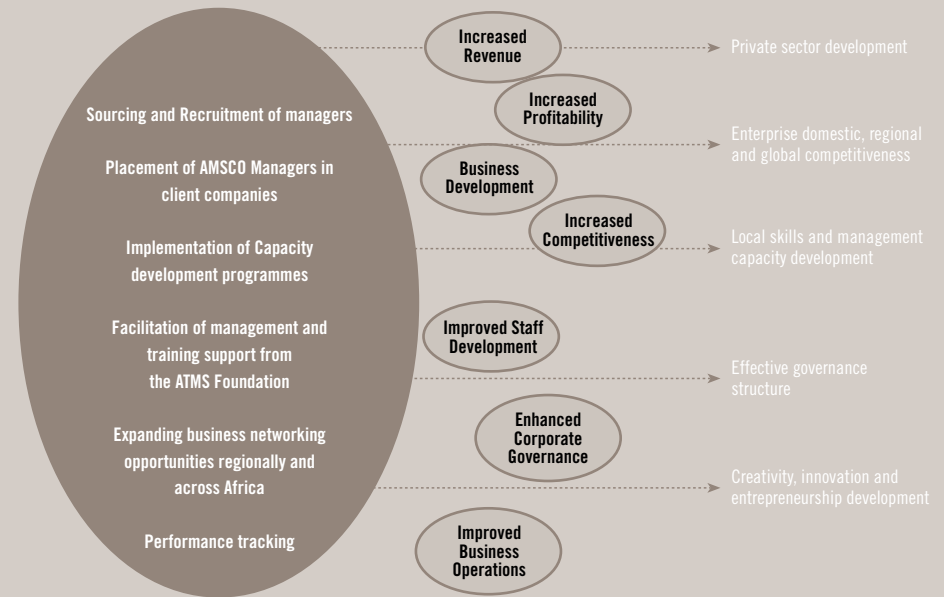 Sourcing and Recruitment of managers
Placement of AMSCO Managers in
client companies
Implementation of Capacity
development programmes
Facilitation of management and
training support from
the ATMS Foundation
Expanding business networking
opportunities regionally and
across Africa
Performance tracking
Increased
Revenue
Increased
Profitability
Business
Development
Increased
Competitiveness
Improved Staff
Development
Enhanced
Corporate
Governance
Improved
Business
Operations
Private sector development
Enterprise domestic, regional
and global competitiveness
Local skills and management
capacity development
Effective governance
structure
Creativity, innovation and
entrepreneurship development